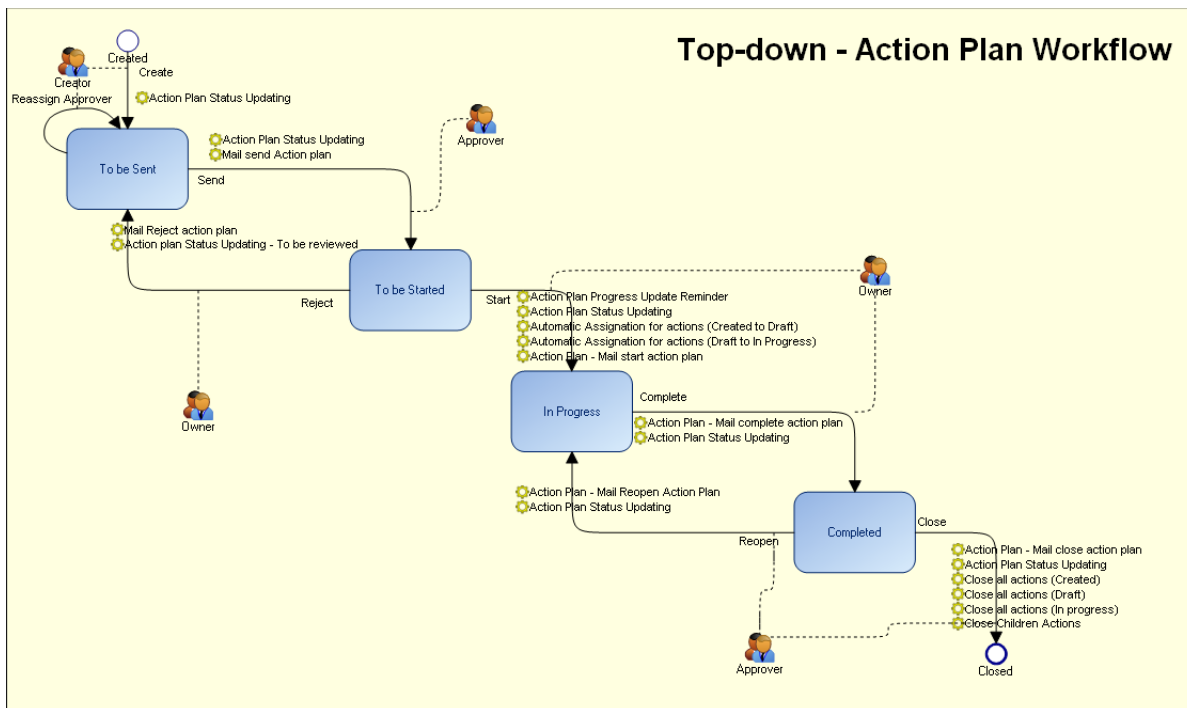 Top-down - Action Plan Workflow
Created
Create
Creator
Reassign Approver
Action Plan Status Updating
To be Sent
Action Plan Status Updating
Mail send Action plan
Send
Approver
Mail Reject action plan
Action plan Status Updating - To be reviewed
Reject
To be Started
Start
Owner
Action Plan Progress Update Reminder
Action Plan Status Updating
Automatic Assignation for actions (Created to Draft)
Automatic Assignation for actions (Draft to In Progress)
Action Plan - Mail start action plan
Owner
In Progress
Complete
Action Plan - Mail complete action plan
Action Plan Status Updating
Action Plan - Mail Reopen Action Plan
Action Plan Status Updating
Reopen
Completed
Close
Action Plan - Mail close action plan
Action Plan Status Updating
Close all actions (Created)
Close all actions (Draft)
Close all actions (In progress)
Close Children Actions
Approver
Closed